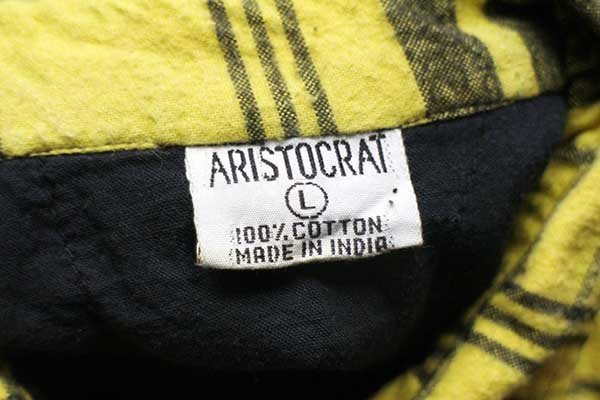 ARISTOCRAT
L
100% COTTON
MADE IN INDIA